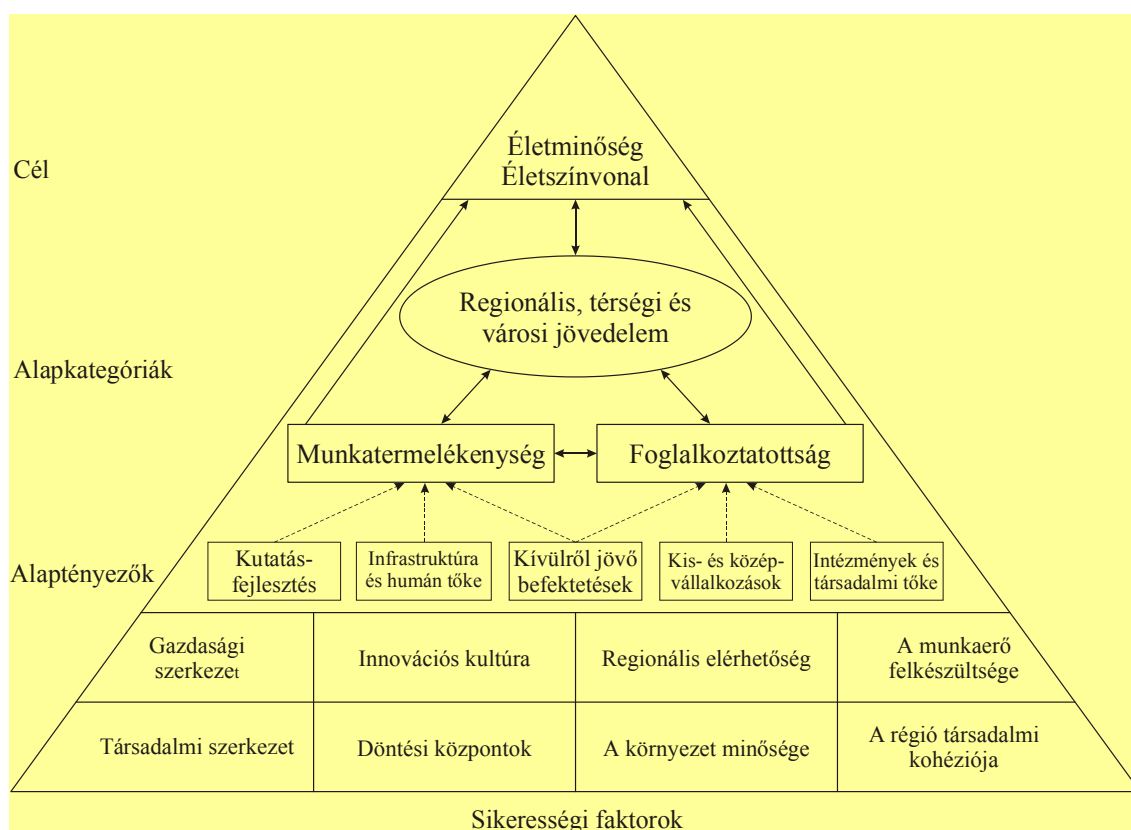 Életminőség
Életszínvonal
Cél
Regionális, térségi és
városi jövedelem
Alapkategóriák
Munkatermelékenység
Foglalkoztatottság
Alaptényezők
Kutatás-
fejlesztés
Infrastruktúra
és humán tőke
Kívülről jövő
befektetések
Kis- és közép-
vállalkozások
Intézmények és
társadalmi tőke
Gazdasági
szerkezet
Innovációs kultúra
Regionális elérhetőség
A munkaerő
felkészültsége
Társadalmi szerkezet
Döntési központok
A környezet minősége
A régió társadalmi
kohéziója
Sikerességi faktorok